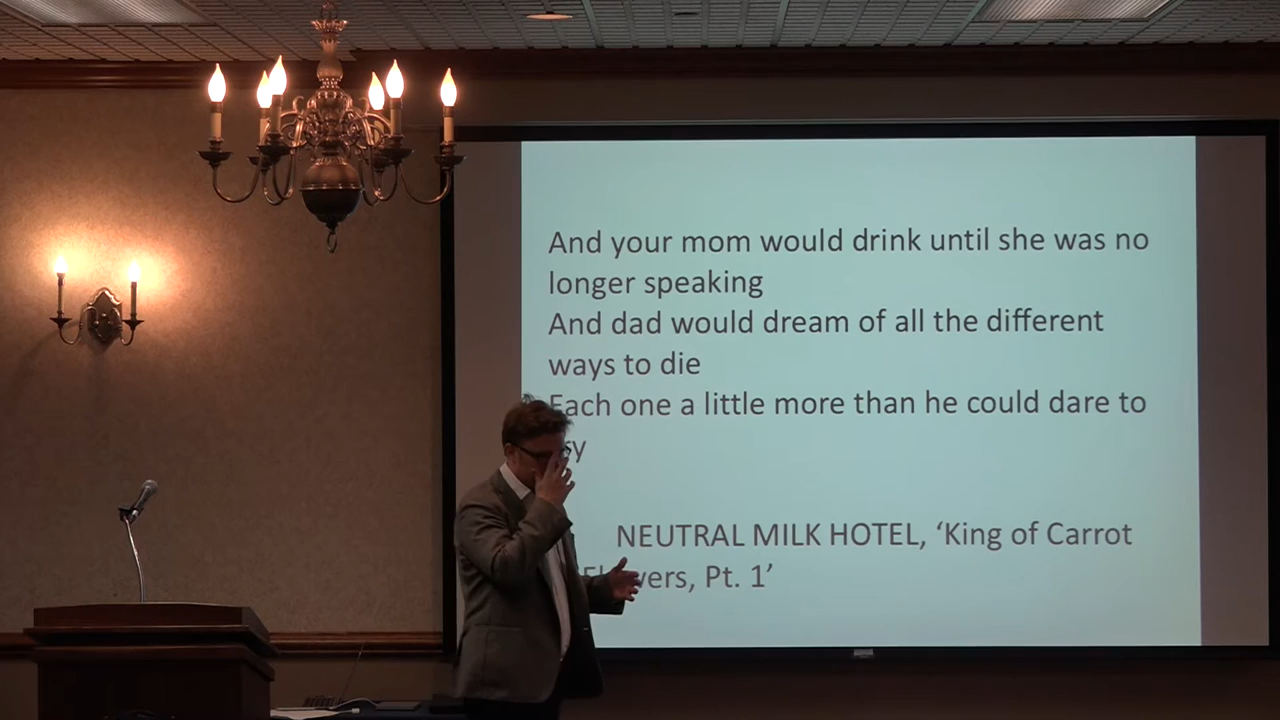 And your mom would drink until she was no
longer speaking
And dad would dream of all the different
ways to die
Each one a little more than he could dare to
NEUTRAL MILK HOTEL, ‘King of Carrot
Flowers, Pt. 1’